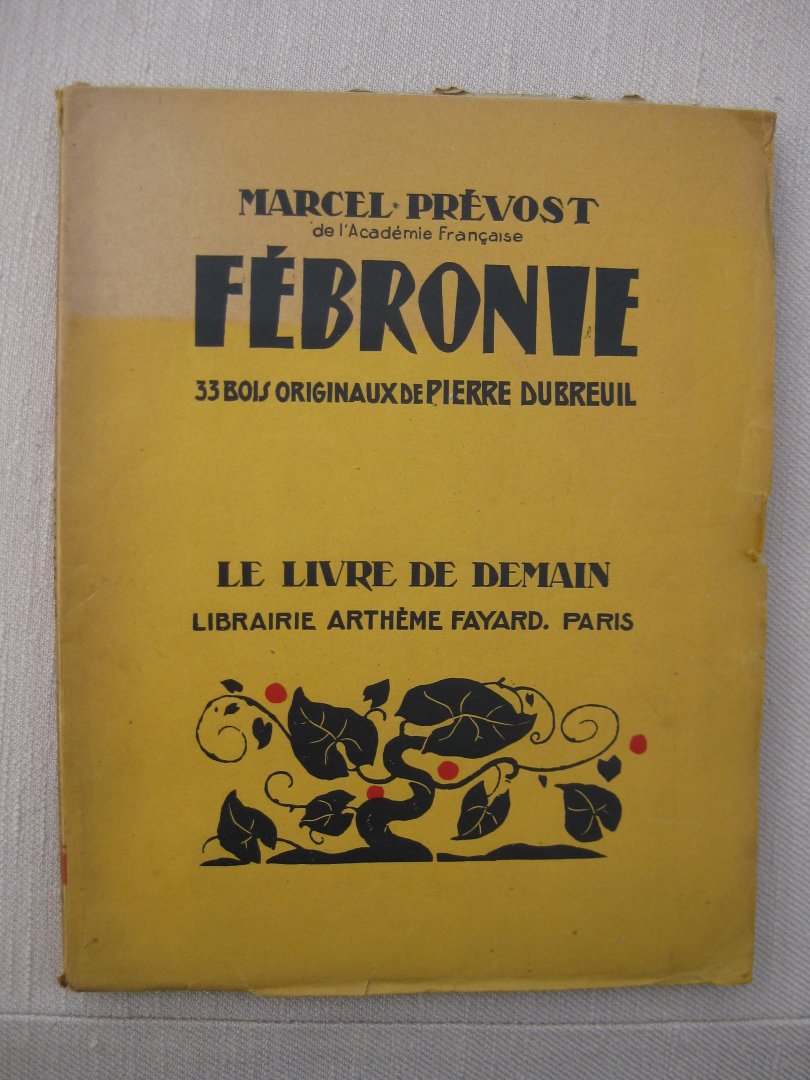 MARCEL·PRÉVOST
de l'Académie Française
FÉBRONIE
33 BOIS ORIGINAUX DE PIERRE DUBREUIL
LE LIVRE DE DEMAIN
LIBRAIRIE ARTHÈME FAYARD. PARIS